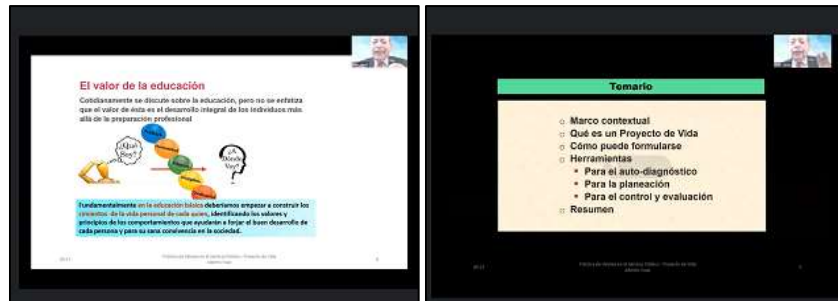 El valor de la educación
Cotidianamente se discute sobre la educación, pero no se enfatiza
que el valor de ésta es el desarrollo integral de los individuos más
allá de la preparación profesional
¿Qué
Soy?
¿A
Dónde
Voy?
Fundamentalmente en la educación básica deberíamos empezar a construir los
cimientos de la vida personal de cada quien, identificando los valores y
principios de los comportamientos que ayudarán a forjar el buen desarrollo de
cada persona y para su sana convivencia en la sociedad.
Temario
Marco contextual
Qué es un Proyecto de Vida
Cómo puede formularse
Herramientas
Para el auto-diagnóstico
Para la planeación
Para el control y evaluación
Resumen